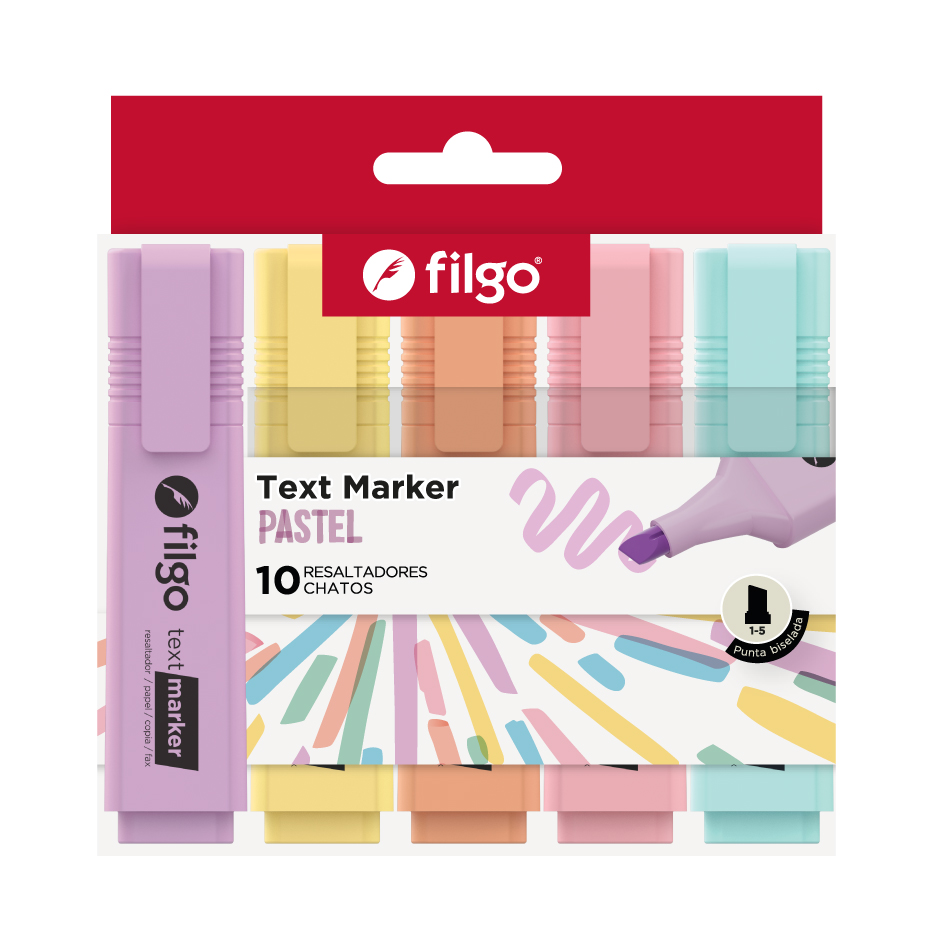 filgo®
Text Marker
PASTEL
10 RESALTADORES
CHATOS
1-5
Punta biselada
filgo
text marker
resaltador / papel / copia / fax